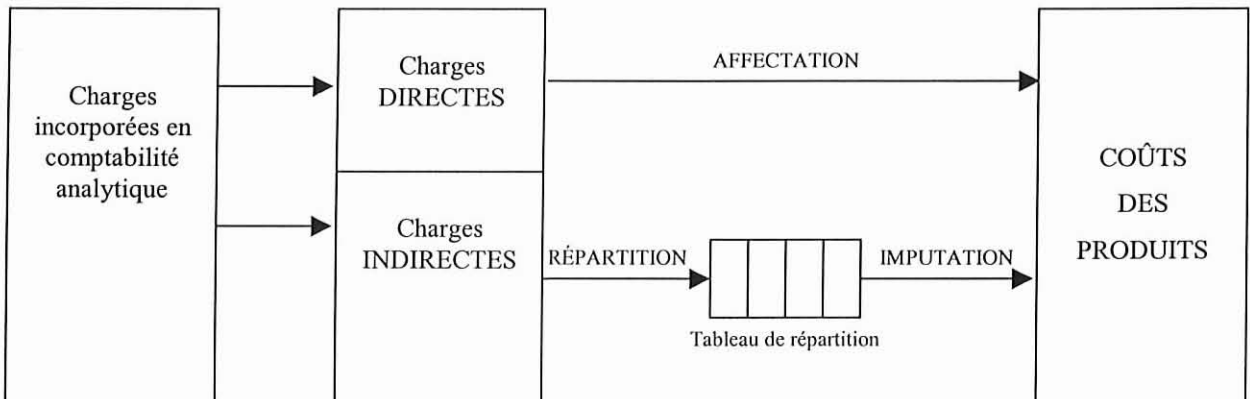 Charges
incorporées en
comptabilité
analytique
Charges
DIRECTES
Charges
INDIRECTES
AFFECTATION
RÉPARTITION
Tableau de répartition
IMPUTATION
COÛTS
DES
PRODUITS